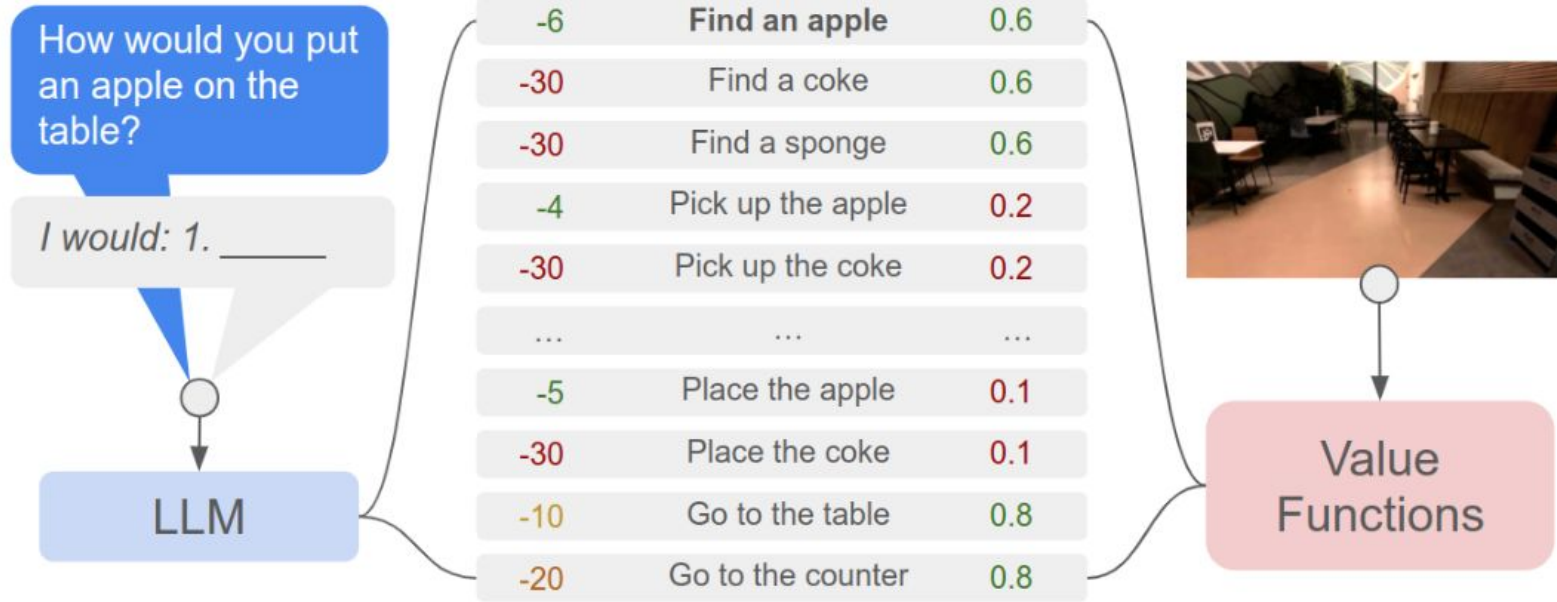 How would you put
an apple on the
table?
I would: 1. ______
LLM
-6 Find an apple 0.6
-30 Find a coke 0.6
-30 Find a sponge 0.6
-4 Pick up the apple 0.2
-30 Pick up the coke 0.2
... ... ...
-5 Place the apple 0.1
-30 Place the coke 0.1
-10 Go to the table 0.8
-20 Go to the counter 0.8
Value
Functions